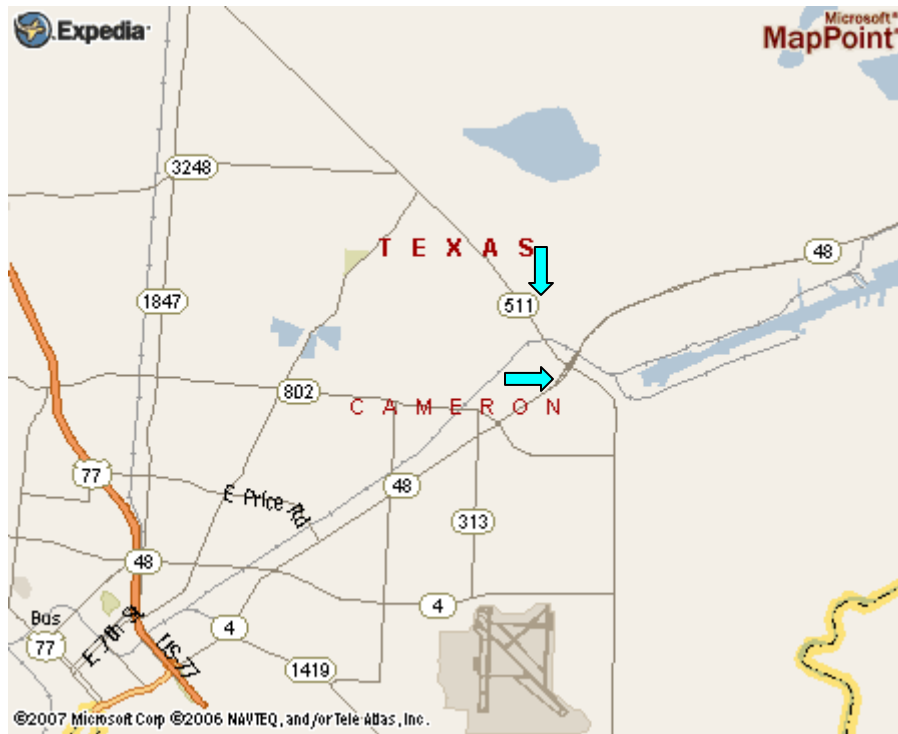 Expedia
Microsoft®
MapPoint
3248
TEXAS
48
511
1847
802
CAMERON
77
E Price Rd
48
313
48
4
Bus
77
E 7th St
US-77
4
1419
©2007 Microsoft Corp ©2006 NAVTEQ, and/or Tele Atlas, Inc.